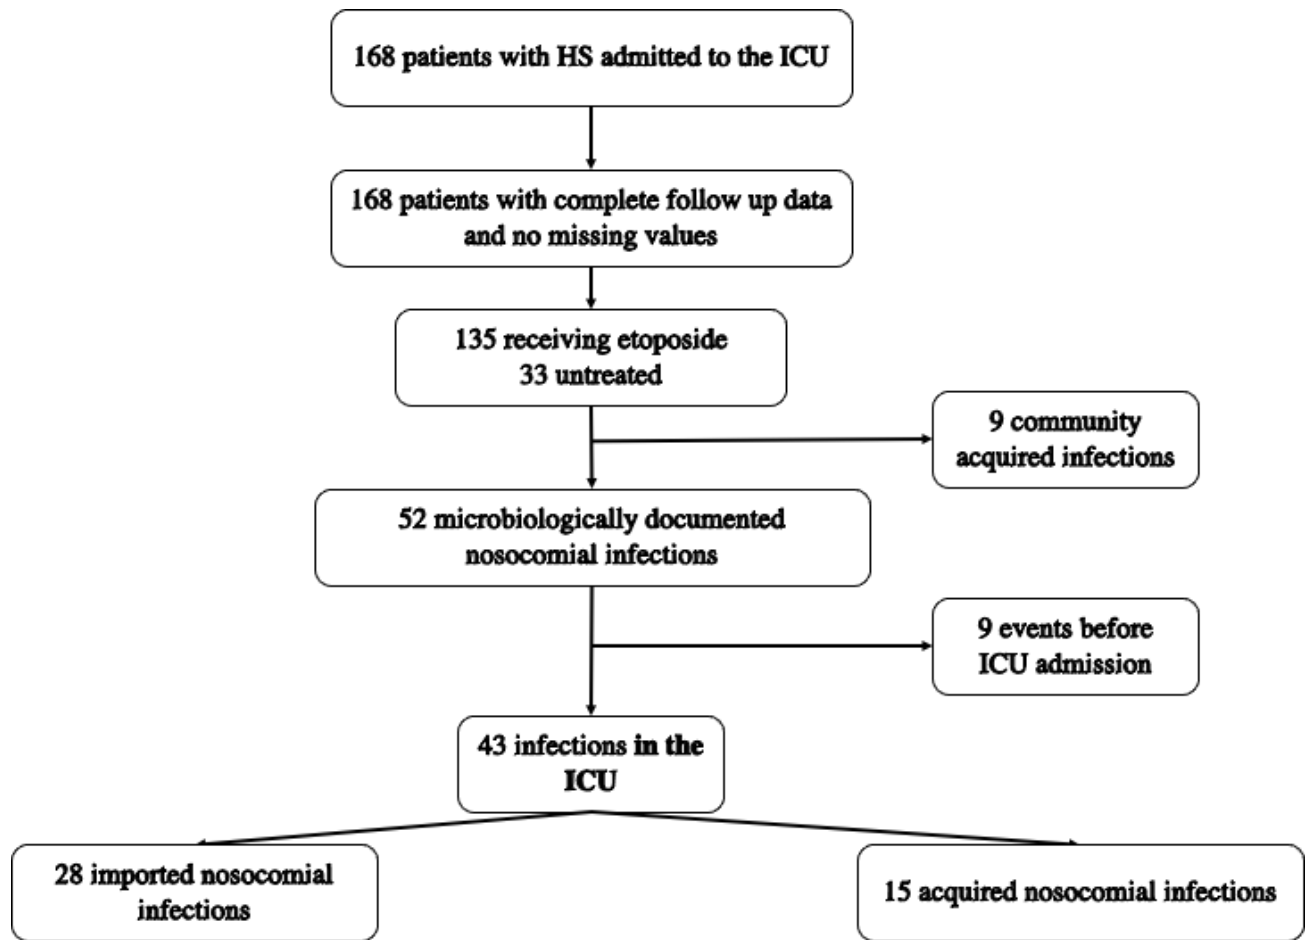 168 patients with HS admitted to the ICU
168 patients with complete follow up data
and no missing values
135 receiving etoposide
33 untreated
9 community
acquired infections
52 microbiologically documented
nosocomial infections
9 events before
ICU admission
43 infections in the
ICU
28 imported nosocomial
infections
15 acquired nosocomial infections